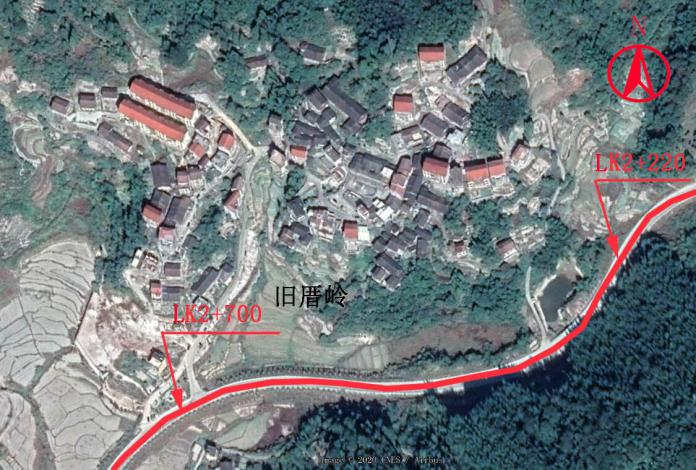 N
LK2+220
旧厝岭
LK2+700
Image © 2020 CNES / Airbus